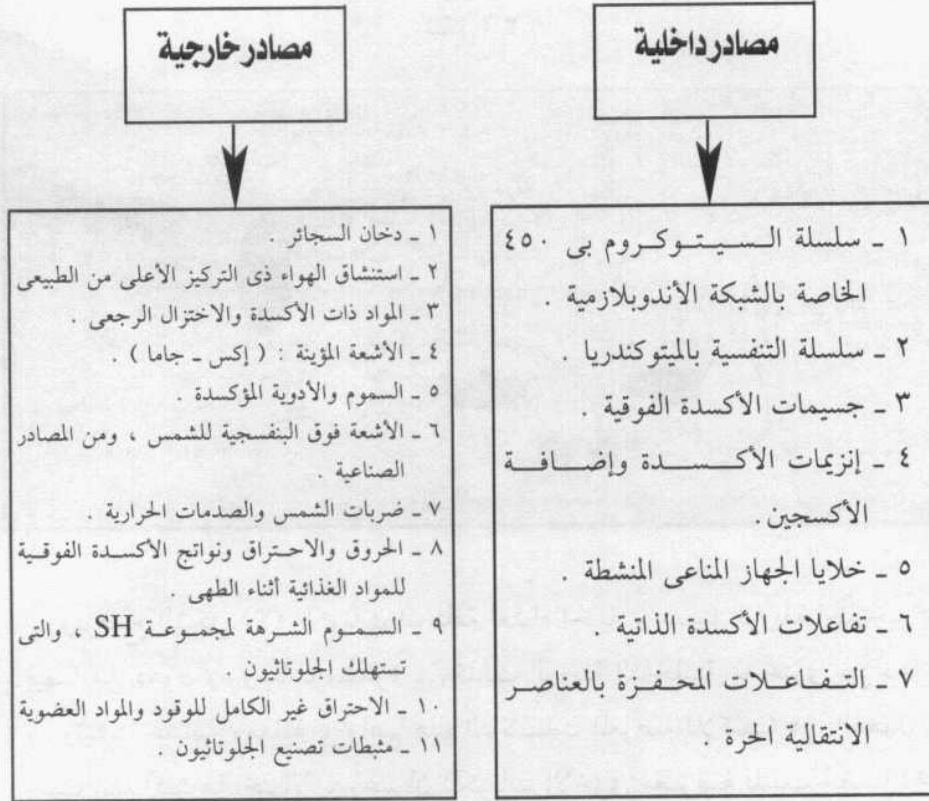 مصادر داخلية
١ ـ سلسلة السيتوكروم بى ٤٥٠
الخاصة بالشبكة الأندوبلازمية .
٢ ـ سلسلة التنفسية بالميتوكندريا .
٣ ـ جسيمات الأكسدة الفوقية .
٤ ـ إنزيمات الأكسدة وإضافة
الأكسجين .
٥ ـ خلايا الجهاز المناعى المنشطة .
٦ ـ تفاعلات الأكسدة الذاتية .
٧ ـ التفاعلات المحفزة بالعناصر
الانتقالية الحرة .
مصادر خارجية
١ ـ دخان السجائر .
٢ ـ استنشاق الهواء ذى التركيز الأعلى من الطبيعى
٣ ـ المواد ذات الأكسدة والاختزال الرجعى .
٤ ـ الأشعة المؤينة : ( إكس ـ جاما ) .
٥ ـ السموم والأدوية المؤكسدة .
٦ ـ الأشعة فوق البنفسجية للشمس ، ومن المصادر
الصناعية .
٧ ـ ضربات الشمس والصدمات الحرارية .
٨ ـ الحروق والاحتراق ونواتج الأكسدة الفوقية
للمواد الغذائية أثناء الطهى .
٩ ـ السموم الشرهة لمجموعة SH ، والتى
تستهلك الجلوتاثيون .
١٠ ـ الاحتراق غير الكامل للوقود والمواد العضوية
١١ ـ مثبطات تصنيع الجلوتاثيون .